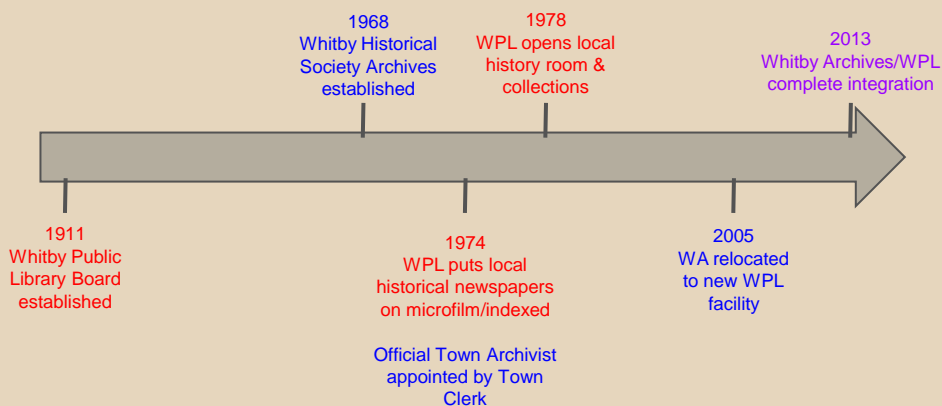 1968
Whitby Historical
Society Archives
established
1978
WPL opens local
history room &
collections
2013
Whitby Archives/WPL
complete integration
1911
Whitby Public
Library Board
established
1974
WPL puts local
historical newspapers
on microfilm/indexed
Official Town Archivist
appointed by Town
Clerk
2005
WA relocated
to new WPL
facility